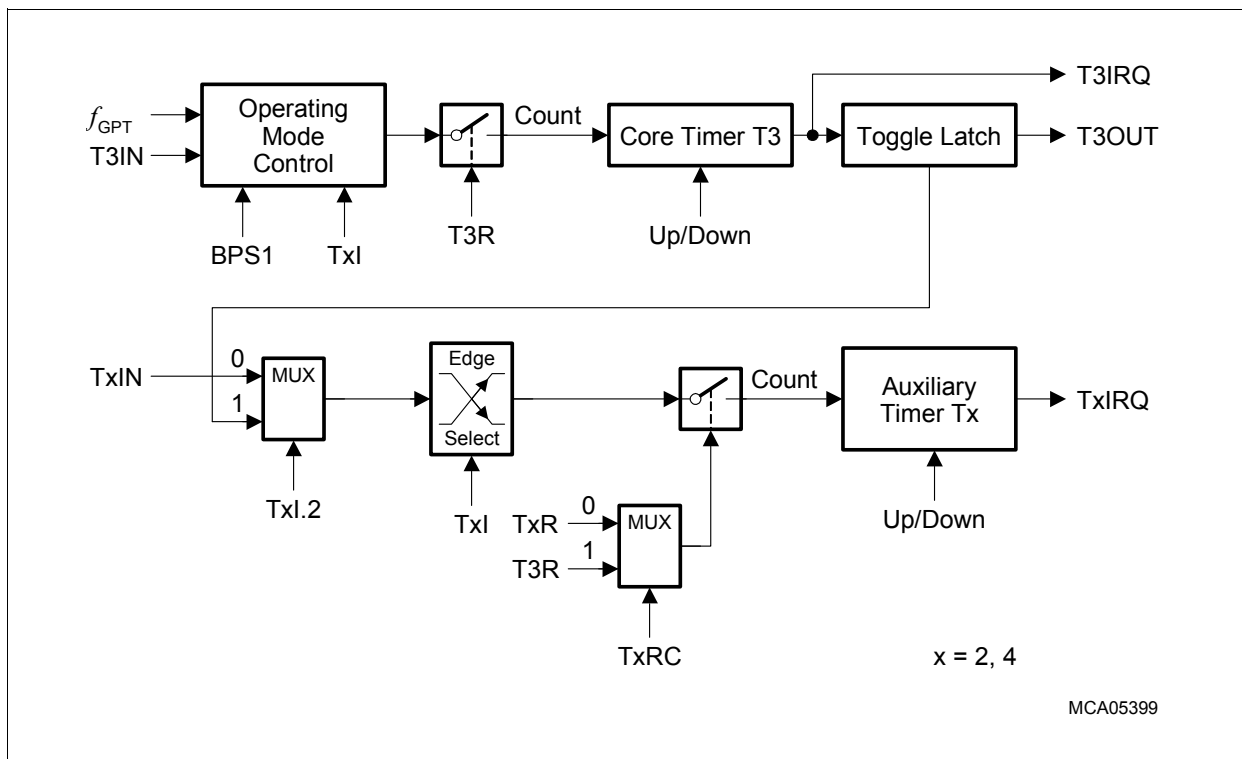 T3IRQ
f GPT
T3IN
Operating
Mode
Control
Count
Core Timer T3
Toggle Latch
T3OUT
BPS1
TxI
T3R
Up/Down
TxIN
0
1
MUX
TxI.2
Edge
Select
TxI
Count
Auxiliary
Timer Tx
TxIRQ
Up/Down
TxR
0
T3R
1
MUX
TxRC
x = 2, 4
MCA05399